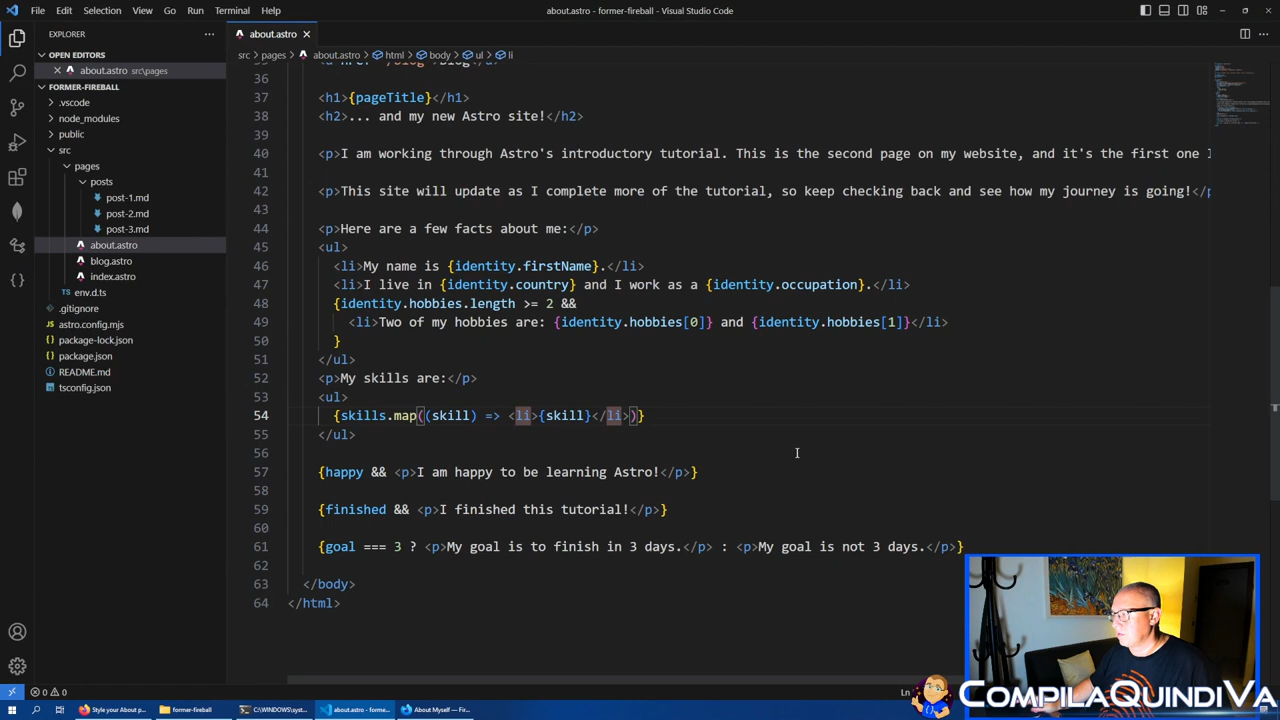 File Edit Selection View Go Run Terminal Help
about.astro - former-fireball - Visual Studio Code
EXPLORER
OPEN EDITORS
about.astro src\pages
FORMER-FIREBALL
.vscode
node_modules
public
src
pages
posts
post-1.md
post-2.md
post-3.md
about.astro
blog.astro
index.astro
env.d.ts
.gitignore
astro.config.mjs
package-lock.json
package.json
README.md
tsconfig.json
about.astro
src > pages > about.astro > html > body > ul > li
36
37 <h1>{pageTitle}</h1>
38 <h2>... and my new Astro site!</h2>
39
40 <p>I am working through Astro's introductory tutorial. This is the second page on my website, and it's the first one
41
42 <p>This site will update as I complete more of the tutorial, so keep checking back and see how my journey is going!</p
43
44 <p>Here are a few facts about me:</p>
45 <ul>
46 <li>My name is {identity.firstName}.</li>
47 <li>I live in {identity.country} and I work as a {identity.occupation}.</li>
48 {identity.hobbies.length >= 2 &&
49 <li>Two of my hobbies are: {identity.hobbies[0]} and {identity.hobbies[1]}</li>
50 }
51 </ul>
52 <p>My skills are:</p>
53 <ul>
54 {skills.map((skill) => <li>{skill}</li>)}
55 </ul>
56
57 {happy && <p>I am happy to be learning Astro!</p>}
58
59 {finished && <p>I finished this tutorial!</p>}
60
61 {goal === 3 ? <p>My goal is to finish in 3 days.</p> : <p>My goal is not 3 days.</p>}
62
63 </body>
64 </html>
0 0
Ln
Style your About p...
former-fireball
C:\WINDOWS\syst...
about.astro - forme...
About Myself — Fir...
COMPILAQUINDIVA